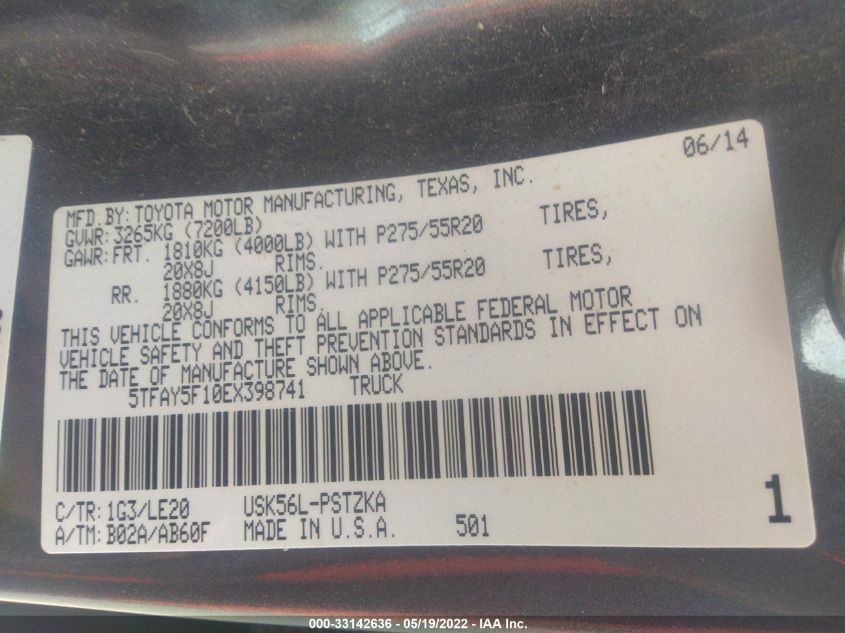 06/14
MFD.BY: TOYOTA MOTOR MANUFACTURING, TEXAS, INC.
GVWR: 3265KG (7200LB)
GAWR: FRT. 1810KG (4000LB) WITH P275/55R20 TIRES,
20X8J RIMS.
RR. 1880KG (4150LB) WITH P275/55R20 TIRES,
20X8J RIMS.
THIS VEHICLE CONFORMS TO ALL APPLICABLE FEDERAL MOTOR
VEHICLE SAFETY AND THEFT PREVENTION STANDARDS IN EFFECT ON
THE DATE OF MANUFACTURE SHOWN ABOVE.
5TFAY5F10EX398741 TRUCK
C/TR: 1G3/LE20 USK56L-PSTZKA
A/TM: B02A/AB60F MADE IN U.S.A. 501
1
000-33142636 - 05/19/2022 - IAA Inc.